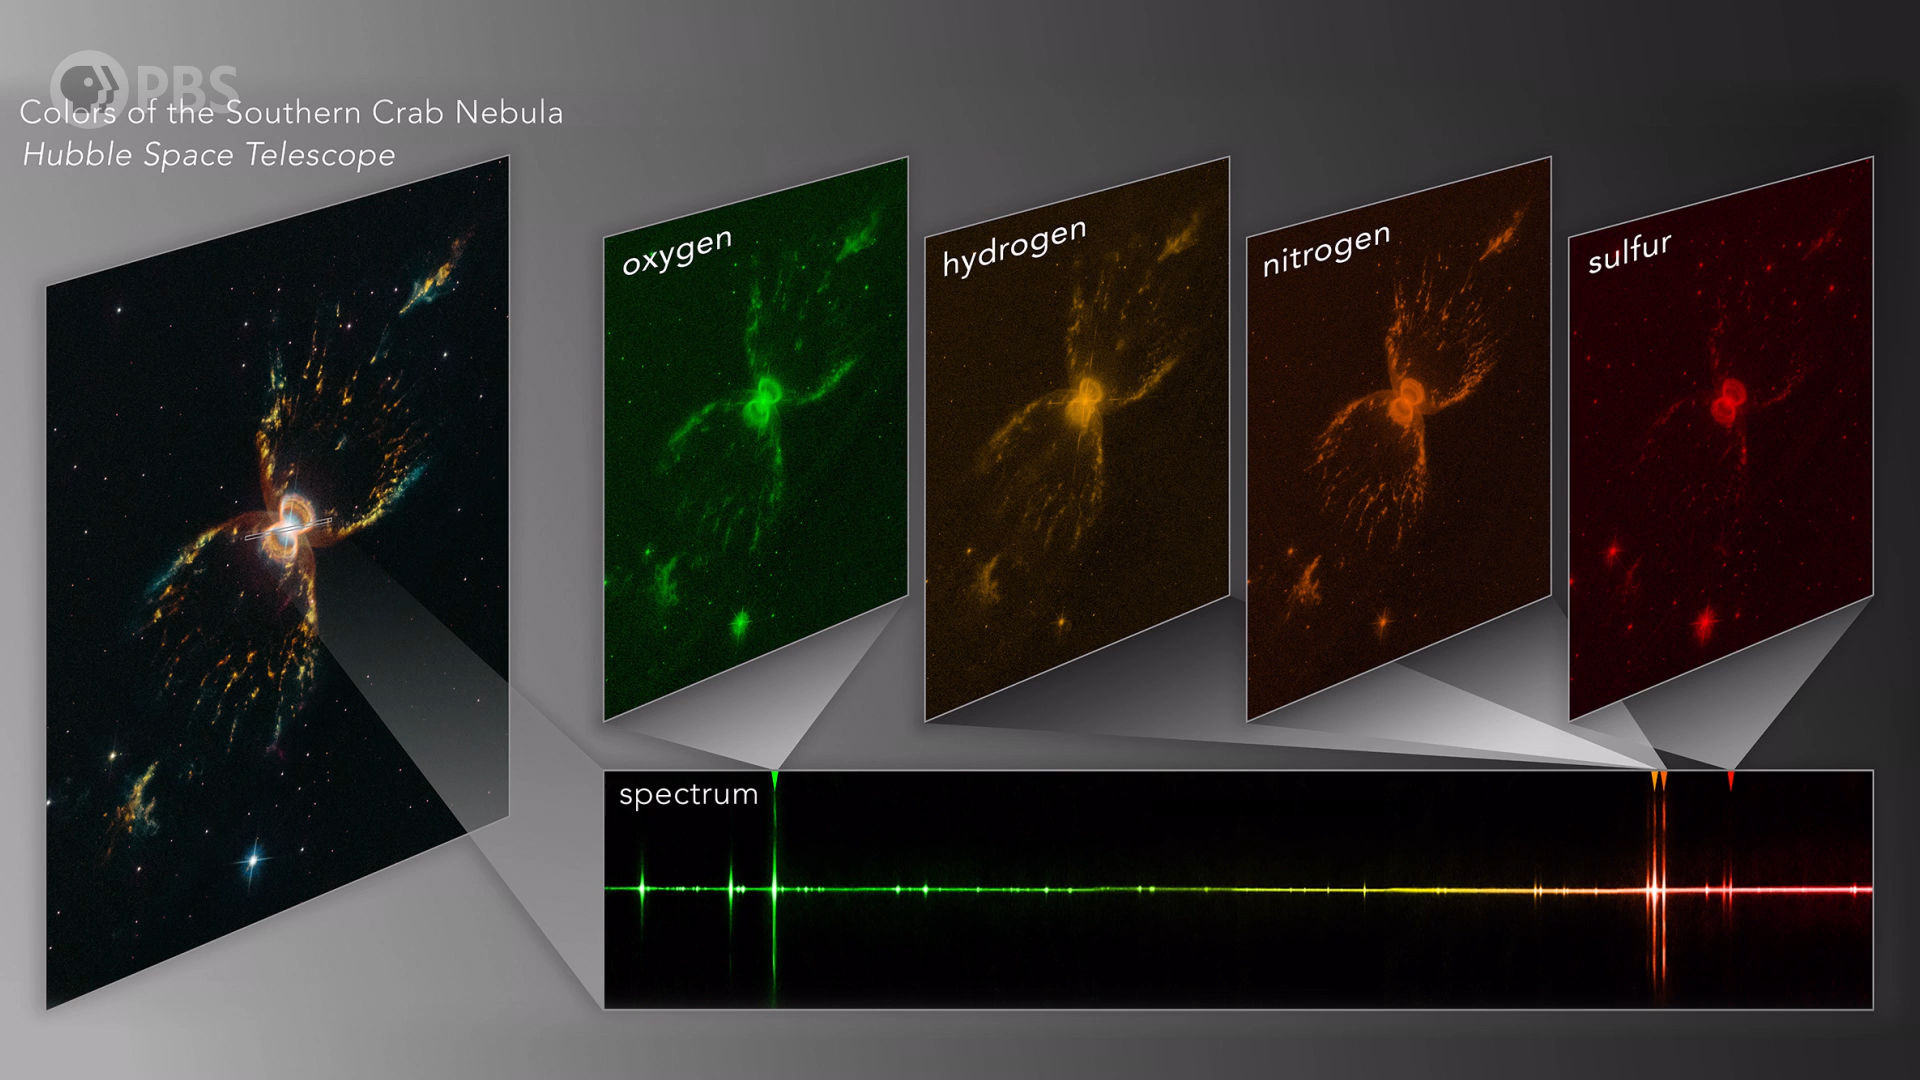 PBS
Colors of the Southern Crab Nebula
Hubble Space Telescope
oxygen
hydrogen
nitrogen
sulfur
spectrum